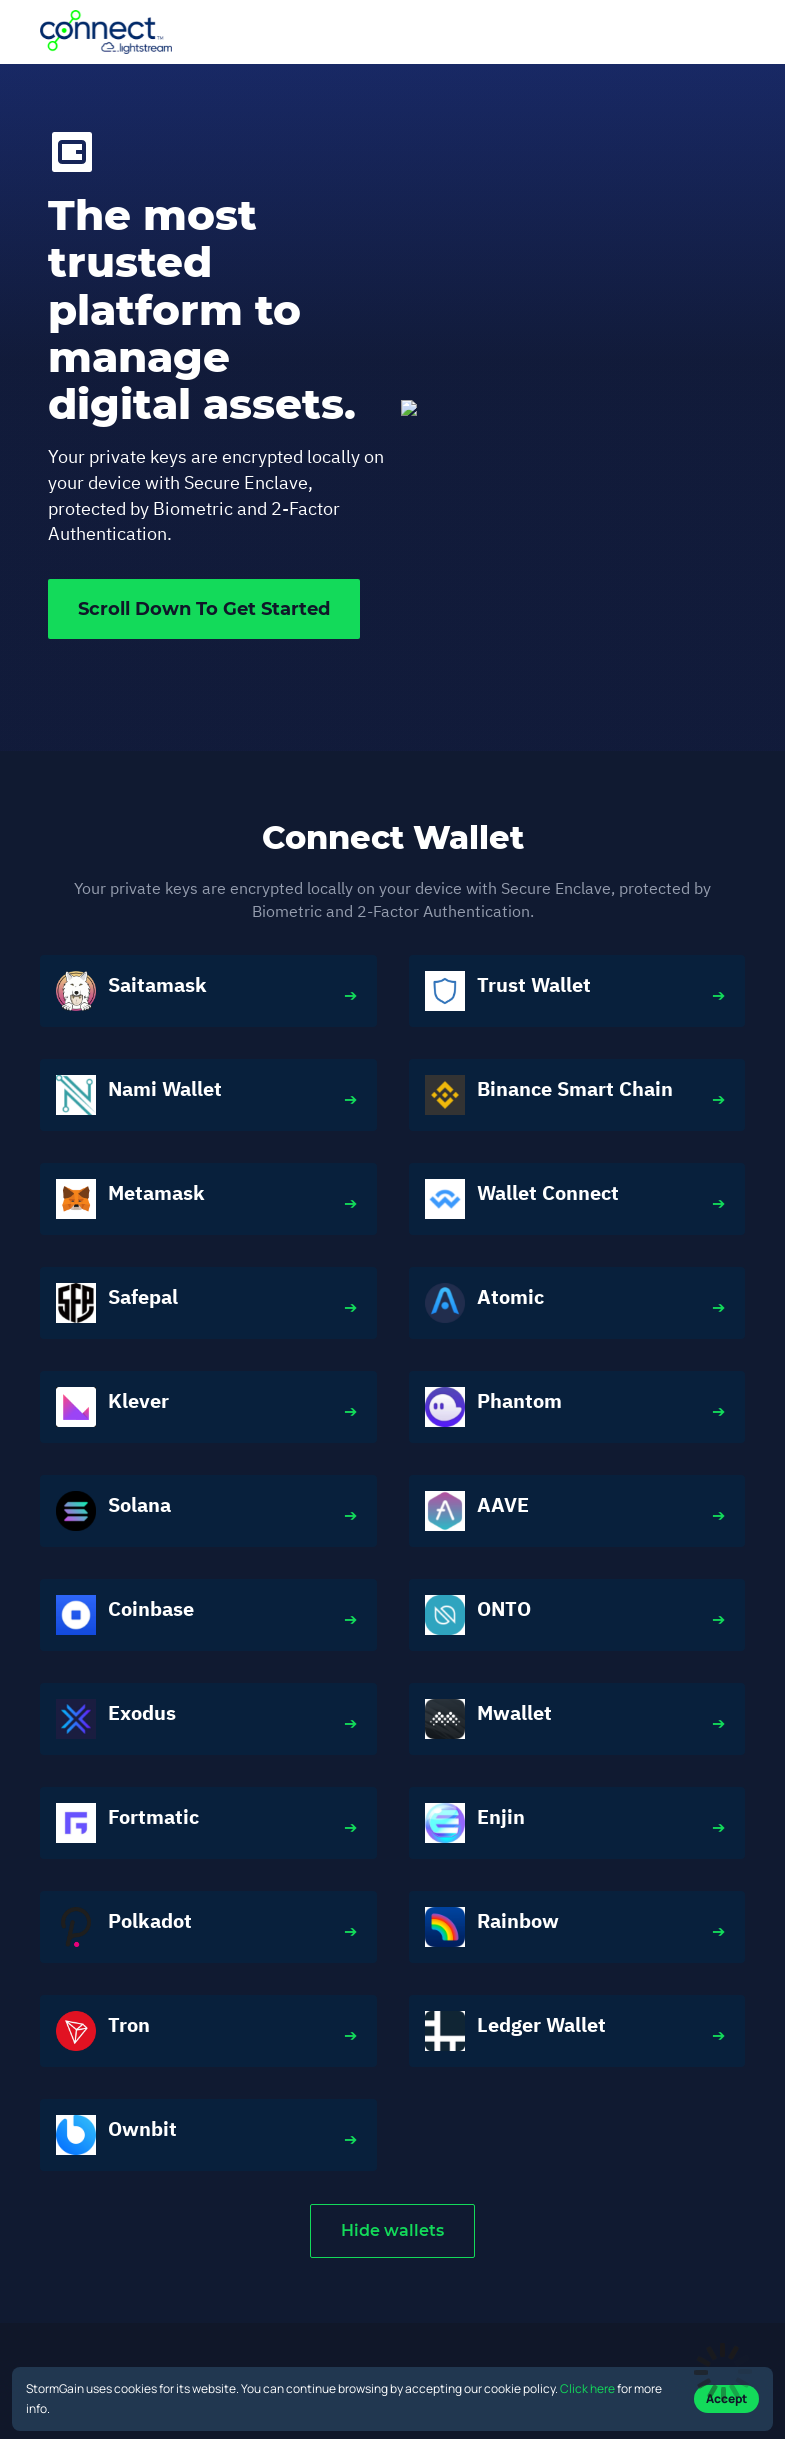 connect™
lightstream
The most
trusted
platform to
manage
digital assets.
Your private keys are encrypted locally on
your device with Secure Enclave,
protected by Biometric and 2-Factor
Authentication.
Scroll Down To Get Started
Connect Wallet
Your private keys are encrypted locally on your device with Secure Enclave, protected by
Biometric and 2-Factor Authentication.
Saitamask
Trust Wallet
Nami Wallet
Binance Smart Chain
Metamask
Wallet Connect
Safepal
Atomic
Klever
Phantom
Solana
AAVE
Coinbase
ONTO
Exodus
Mwallet
Fortmatic
Enjin
Polkadot
Rainbow
Tron
Ledger Wallet
Ownbit
Hide wallets
StormGain uses cookies for its website. You can continue browsing by accepting our cookie policy. Click here for more
info.
Accept